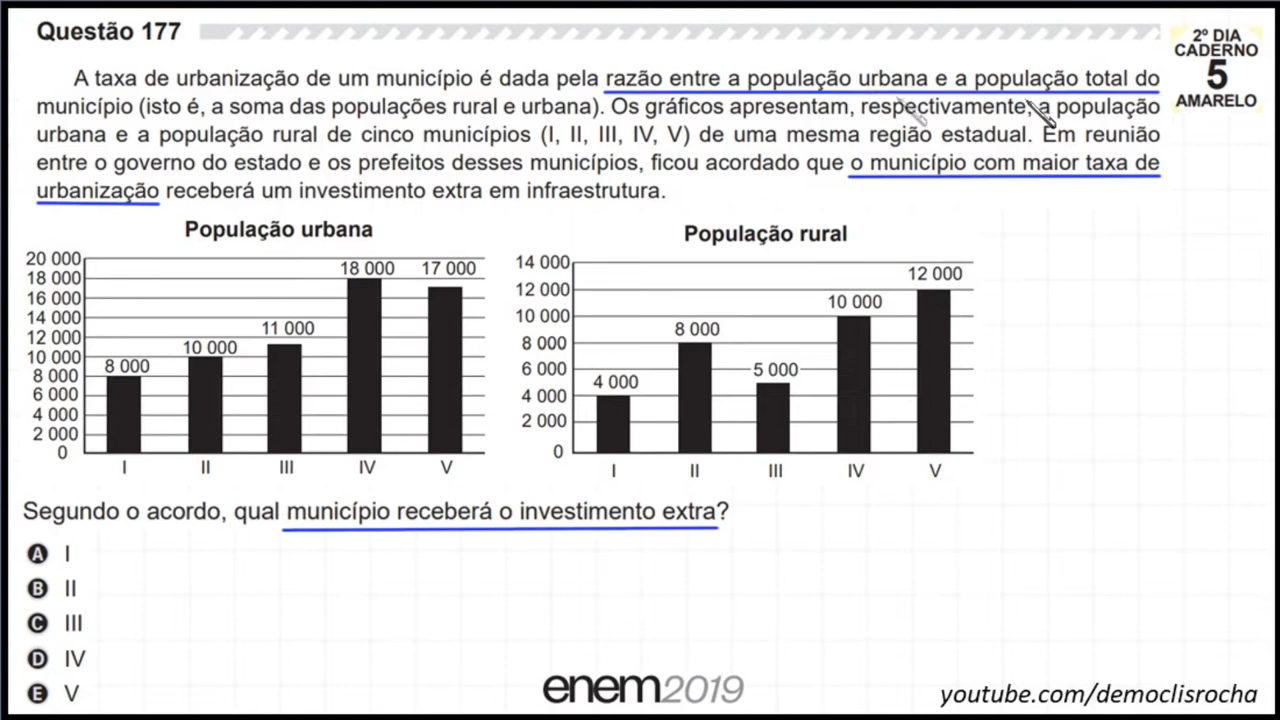 Questão 177
2º DIA
CADERNO
5
AMARELO
A taxa de urbanização de um município é dada pela razão entre a população urbana e a população total do
município (isto é, a soma das populações rural e urbana). Os gráficos apresentam, respectivamente, a população
urbana e a população rural de cinco municípios (I, II, III, IV, V) de uma mesma região estadual. Em reunião
entre o governo do estado e os prefeitos desses municípios, ficou acordado que o município com maior taxa de
urbanização receberá um investimento extra em infraestrutura.
População urbana
20 000
18 000
16 000
14 000
12 000
10 000
8 000
6 000
4 000
2 000
0
8 000
10 000
11 000
18 000
17 000
I II III IV V
População rural
14 000
12 000
10 000
8 000
6 000
4 000
2 000
0
4 000
8 000
5 000
10 000
12 000
I II III IV V
Segundo o acordo, qual município receberá o investimento extra?
A I
B II
C III
D IV
E V
enem2019
youtube.com/democlisrocha